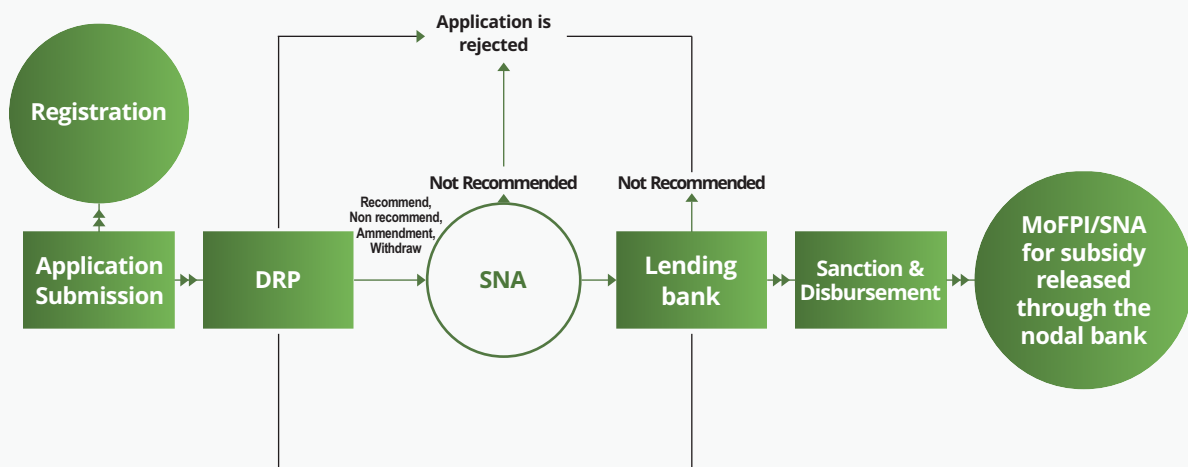 Application is
rejected
Registration
Not Recommended
Not Recommended
Recommend,
Non recommend,
Ammendment,
Withdraw
Application
Submission
DRP
SNA
Lending
bank
Sanction &
Disbursement
MoFPI/SNA
for subsidy
released
through the
nodal bank